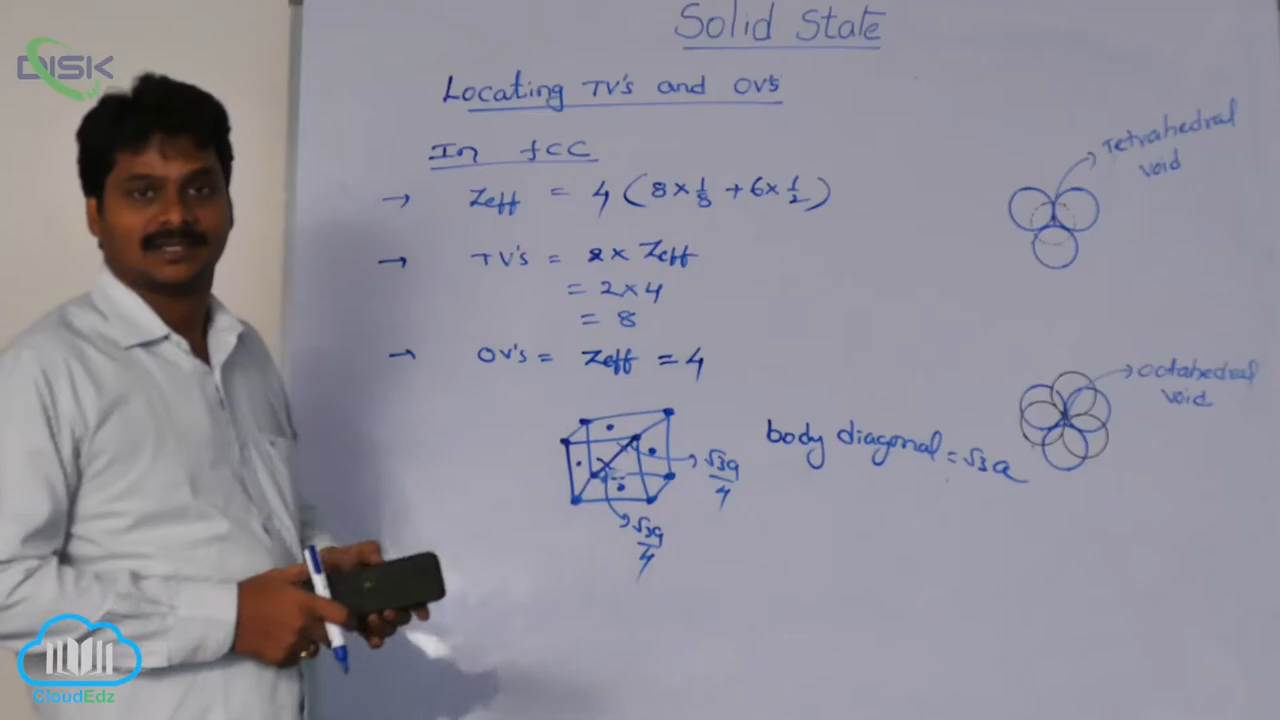 DISK
Solid State
Locating TV's and OV's
In fCC
→ Zeff = 4 (8×1/8 + 6×1/2)
→ TV's = 2× Zeff
= 2×4
= 8
→ OV's = Zeff = 4
√3a/4
√3a/4
body diagonal = √3a
Tetrahedral
void
octahedral
void
CloudEdz